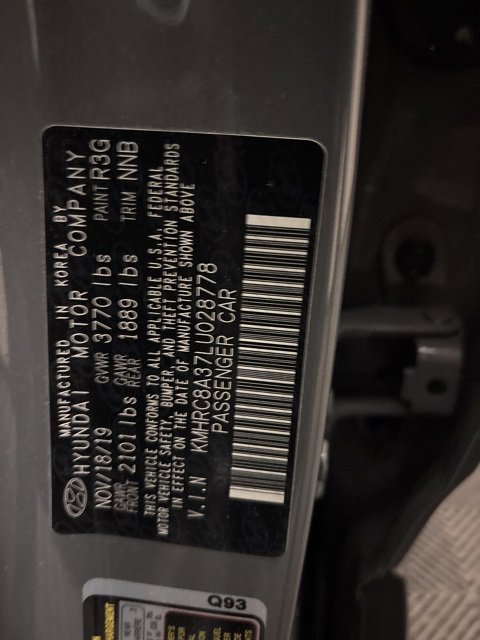 MANUFACTURED IN KOREA BY
HYUNDAI MOTOR COMPANY
NOV/18/19 GVWR 3770 lbs PAINT R3G
GAWR FRONT 2101 lbs GAWR REAR 1889 lbs TRIM NNB
THIS VEHICLE CONFORMS TO ALL APPLICABLE U.S.A. FEDERAL
MOTOR VEHICLE SAFETY, BUMPER, AND THEFT PREVENTION STANDARDS
IN EFFECT ON THE DATE OF MANUFACTURE SHOWN ABOVE
V.I.N KMHRC8A37LU028778
PASSENGER CAR
Q93